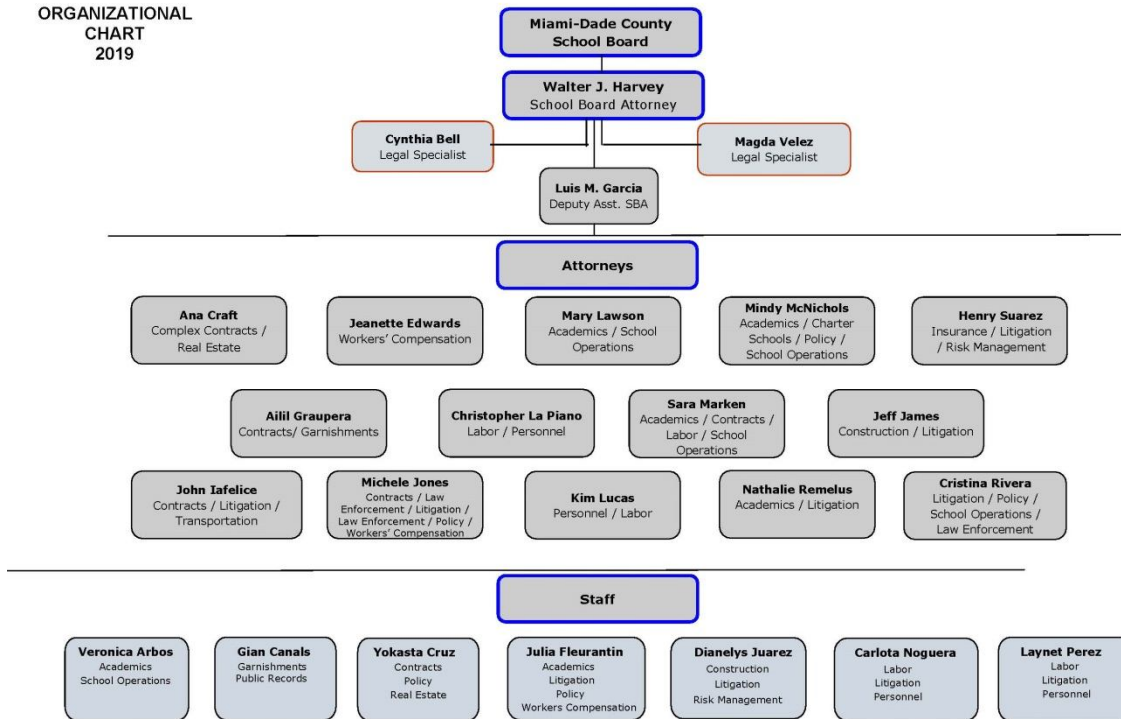 ORGANIZATIONAL
CHART
2019
Miami-Dade County
School Board
Walter J. Harvey
School Board Attorney
Cynthia Bell
Legal Specialist
Magda Velez
Legal Specialist
Luis M. Garcia
Deputy Asst. SBA
Attorneys
Ana Craft
Complex Contracts /
Real Estate
Jeanette Edwards
Workers' Compensation
Mary Lawson
Academics / School
Operations
Mindy McNichols
Academics / Charter
Schools / Policy /
School Operations
Henry Suarez
Insurance / Litigation
/ Risk Management
Ailil Graupera
Contracts/ Garnishments
Christopher La Piano
Labor / Personnel
Sara Marken
Academics / Contracts /
Labor / School
Operations
Jeff James
Construction / Litigation
John Iafelice
Contracts / Litigation /
Transportation
Michele Jones
Contracts / Law
Enforcement / Litigation /
Law Enforcement / Policy /
Workers' Compensation
Kim Lucas
Personnel / Labor
Nathalie Remelus
Academics / Litigation
Cristina Rivera
Litigation / Policy /
School Operations /
Law Enforcement
Staff
Veronica Arbos
Academics
School Operations
Gian Canals
Garnishments
Public Records
Yokasta Cruz
Contracts
Policy
Real Estate
Julia Fleurantin
Academics
Litigation
Policy
Workers Compensation
Dianelys Juarez
Construction
Litigation
Risk Management
Carlota Noguera
Labor
Litigation
Personnel
Laynet Perez
Labor
Litigation
Personnel